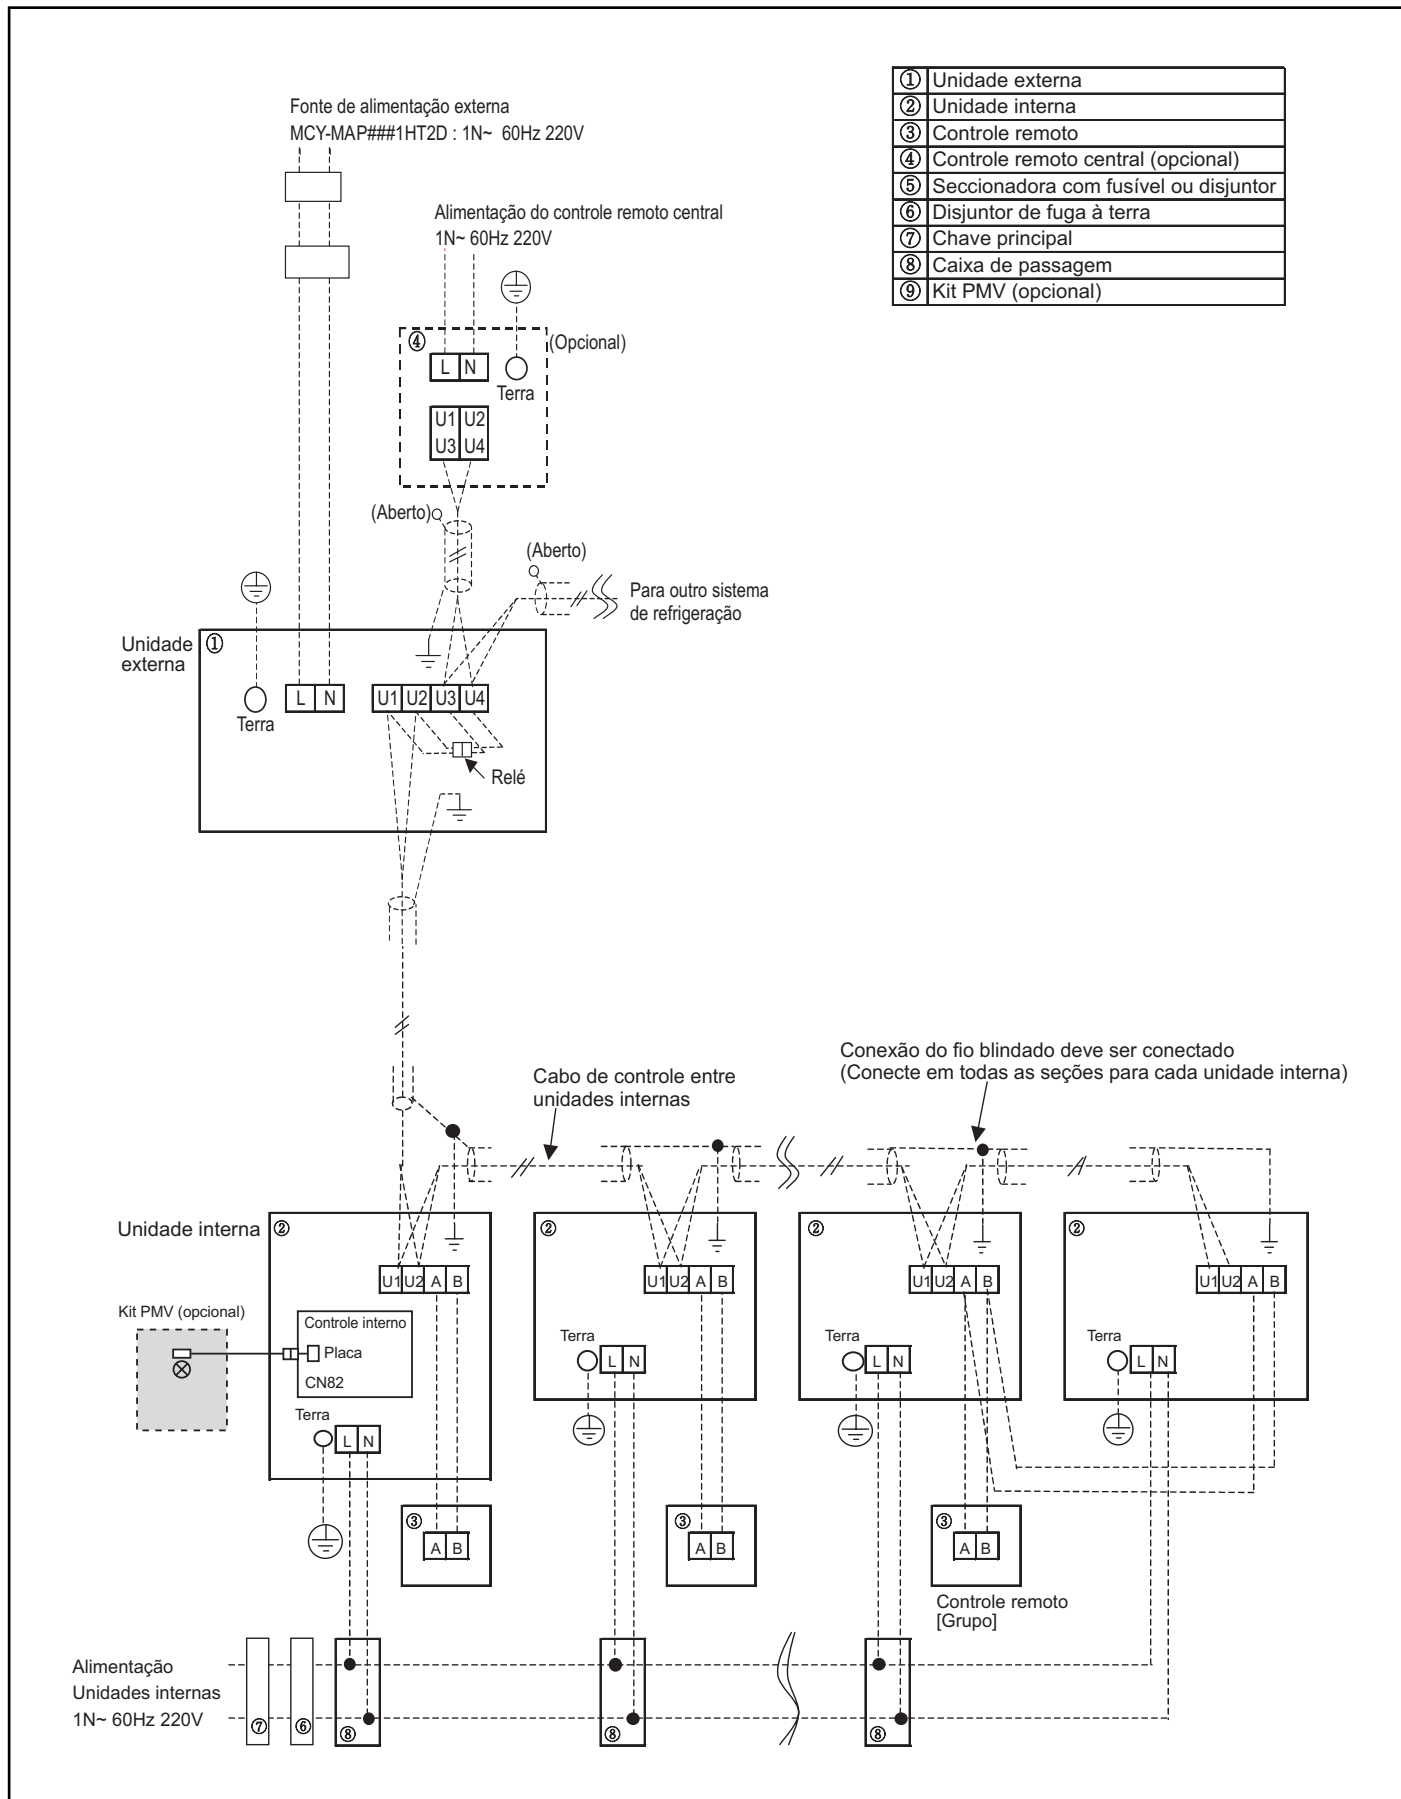 ① Unidade externa
② Unidade interna
③ Controle remoto
④ Controle remoto central (opcional)
⑤ Seccionadora com fusível ou disjuntor
⑥ Disjuntor de fuga à terra
⑦ Chave principal
⑧ Caixa de passagem
⑨ Kit PMV (opcional)
Fonte de alimentação externa
MCY-MAP###1HT2D : 1N~ 60Hz 220V
Alimentação do controle remoto central
1N~ 60Hz 220V
④
(Opcional)
L N
Terra
U1 U2
U3 U4
(Aberto)
(Aberto)
Para outro sistema
de refrigeração
Unidade
externa
①
Terra
L N
U1 U2 U3 U4
Relé
Conexão do fio blindado deve ser conectado
(Conecte em todas as seções para cada unidade interna)
Cabo de controle entre
unidades internas
Unidade interna
② ② ② ②
U1 U2 A B
U1 U2 A B
U1 U2 A B
U1 U2 A B
Kit PMV (opcional)
Controle interno
Placa
CN82
Terra
L N
Terra
L N
Terra
L N
Terra
L N
③
A B
③
A B
③
A B
Controle remoto
[Grupo]
Alimentação
Unidades internas
1N~ 60Hz 220V
⑦ ⑥ ⑧ ⑧ ⑧